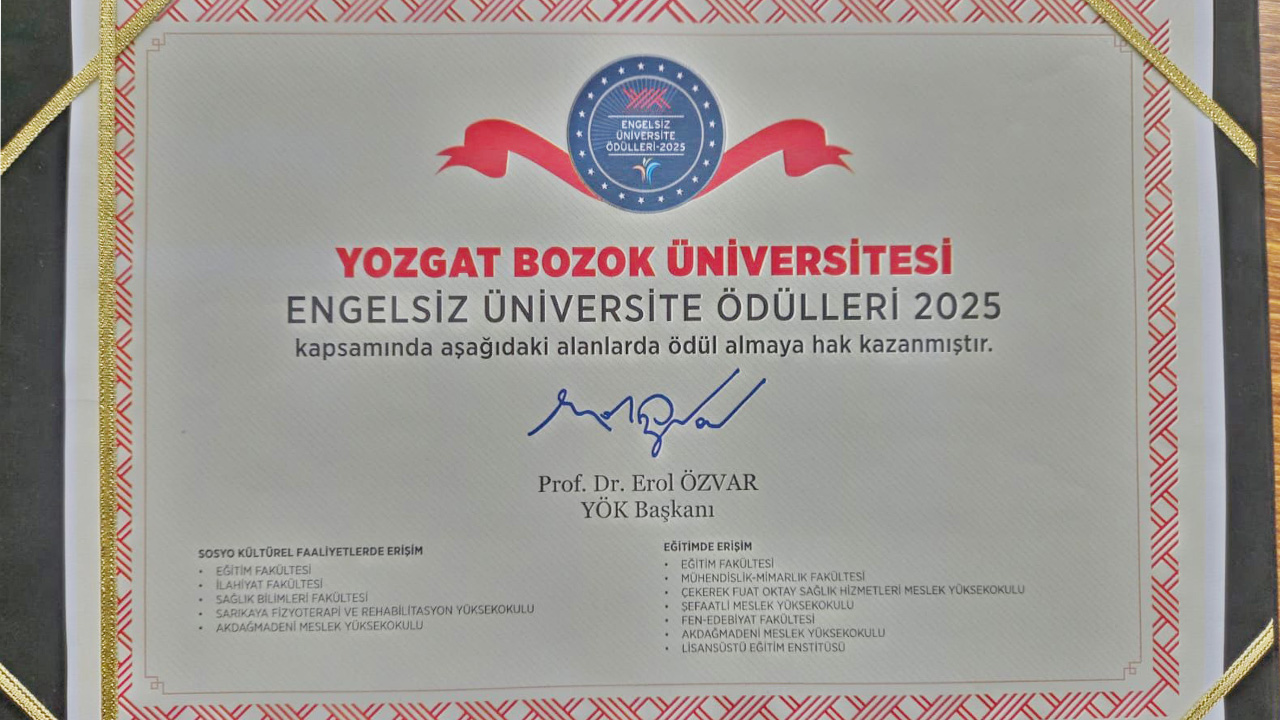 ENGELSİZ
ÜNİVERSİTE
ÖDÜLLERİ-2025
YOZGAT BOZOK ÜNİVERSİTESİ
ENGELSİZ ÜNİVERSİTE ÖDÜLLERİ 2025
kapsamında aşağıdaki alanlarda ödül almaya hak kazanmıştır.
Prof. Dr. Erol ÖZVAR
YÖK Başkanı
SOSYO KÜLTÜREL FAALİYETLERDE ERİŞİM
• EĞİTİM FAKÜLTESİ
• İLAHİYAT FAKÜLTESİ
• SAĞLIK BİLİMLERİ FAKÜLTESİ
• SARIKAYA FİZYOTERAPİ VE REHABİLİTASYON YÜKSEKOKULU
• AKDAĞMADENİ MESLEK YÜKSEKOKULU
EĞİTİMDE ERİŞİM
• EĞİTİM FAKÜLTESİ
• MÜHENDİSLİK-MİMARLIK FAKÜLTESİ
• ÇEKEREK FUAT OKTAY SAĞLIK HİZMETLERİ MESLEK YÜKSEKOKULU
• ŞEFAATLİ MESLEK YÜKSEKOKULU
• FEN-EDEBİYAT FAKÜLTESİ
• AKDAĞMADENİ MESLEK YÜKSEKOKULU
• LİSANSÜSTÜ EĞİTİM ENSTİTÜSÜ